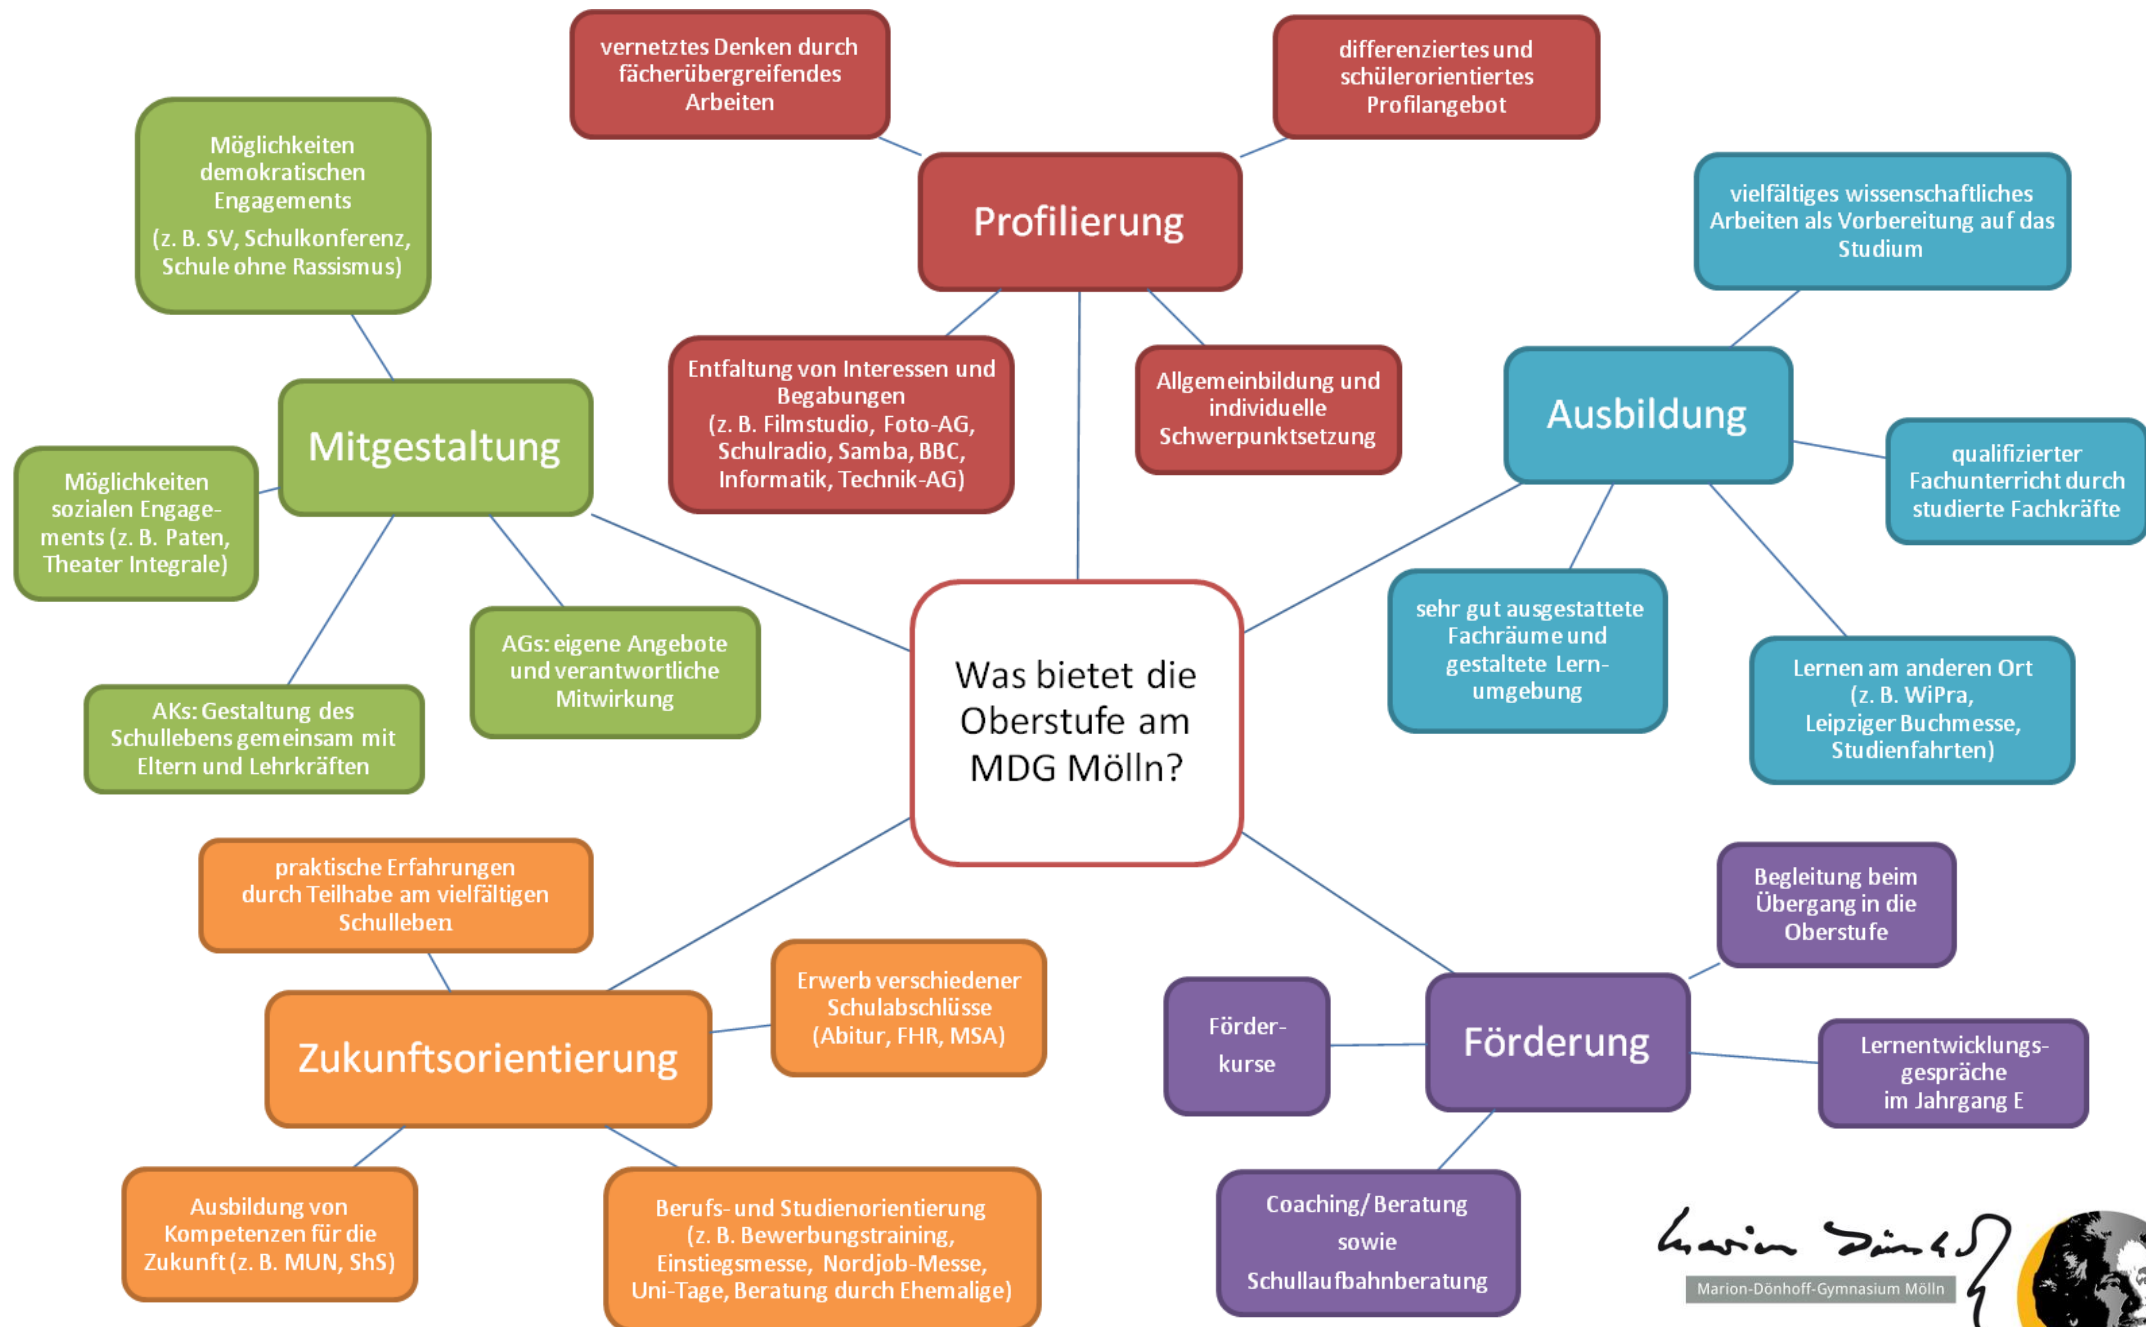 vernetztes Denken durch
fächerübergreifendes
Arbeiten
differenziertes und
schülerorientiertes
Profilangebot
Profilierung
Entfaltung von Interessen und
Begabungen
(z. B. Filmstudio, Foto-AG,
Schulradio, Samba, BBC,
Informatik, Technik-AG)
Allgemeinbildung und
individuelle
Schwerpunktsetzung
Möglichkeiten
demokratischen
Engagements
(z. B. SV, Schulkonferenz,
Schule ohne Rassismus)
Mitgestaltung
Möglichkeiten
sozialen Engage-
ments (z. B. Paten,
Theater Integrale)
AGs: eigene Angebote
und verantwortliche
Mitwirkung
AKs: Gestaltung des
Schullebens gemeinsam mit
Eltern und Lehrkräften
vielfältiges wissenschaftliches
Arbeiten als Vorbereitung auf das
Studium
Ausbildung
qualifizierter
Fachunterricht durch
studierte Fachkräfte
sehr gut ausgestattete
Fachräume und
gestaltete Lern-
umgebung
Lernen am anderen Ort
(z. B. WiPra,
Leipziger Buchmesse,
Studienfahrten)
Was bietet die
Oberstufe am
MDG Mölln?
praktische Erfahrungen
durch Teilhabe am vielfältigen
Schulleben
Erwerb verschiedener
Schulabschlüsse
(Abitur, FHR, MSA)
Zukunftsorientierung
Ausbildung von
Kompetenzen für die
Zukunft (z. B. MUN, ShS)
Berufs- und Studienorientierung
(z. B. Bewerbungstraining,
Einstiegsmesse, Nordjob-Messe,
Uni-Tage, Beratung durch Ehemalige)
Begleitung beim
Übergang in die
Oberstufe
Förder-
kurse
Förderung
Lernentwicklungs-
gespräche
im Jahrgang E
Coaching/ Beratung
sowie
Schullaufbahnberatung
Marion Dönhoff
Marion-Dönhoff-Gymnasium Mölln